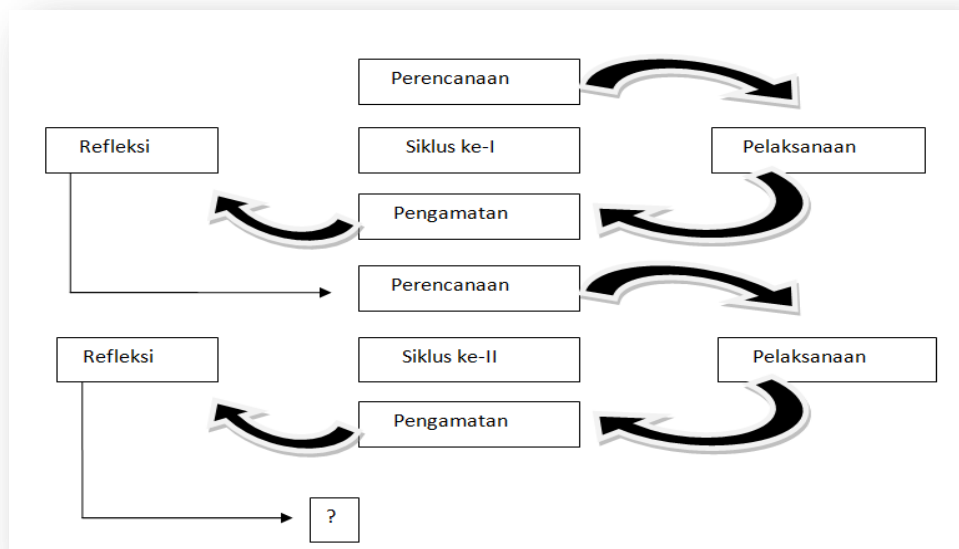 Perencanaan
Refleksi
Siklus ke-I
Pelaksanaan
Pengamatan
Perencanaan
Refleksi
Siklus ke-II
Pelaksanaan
Pengamatan
?